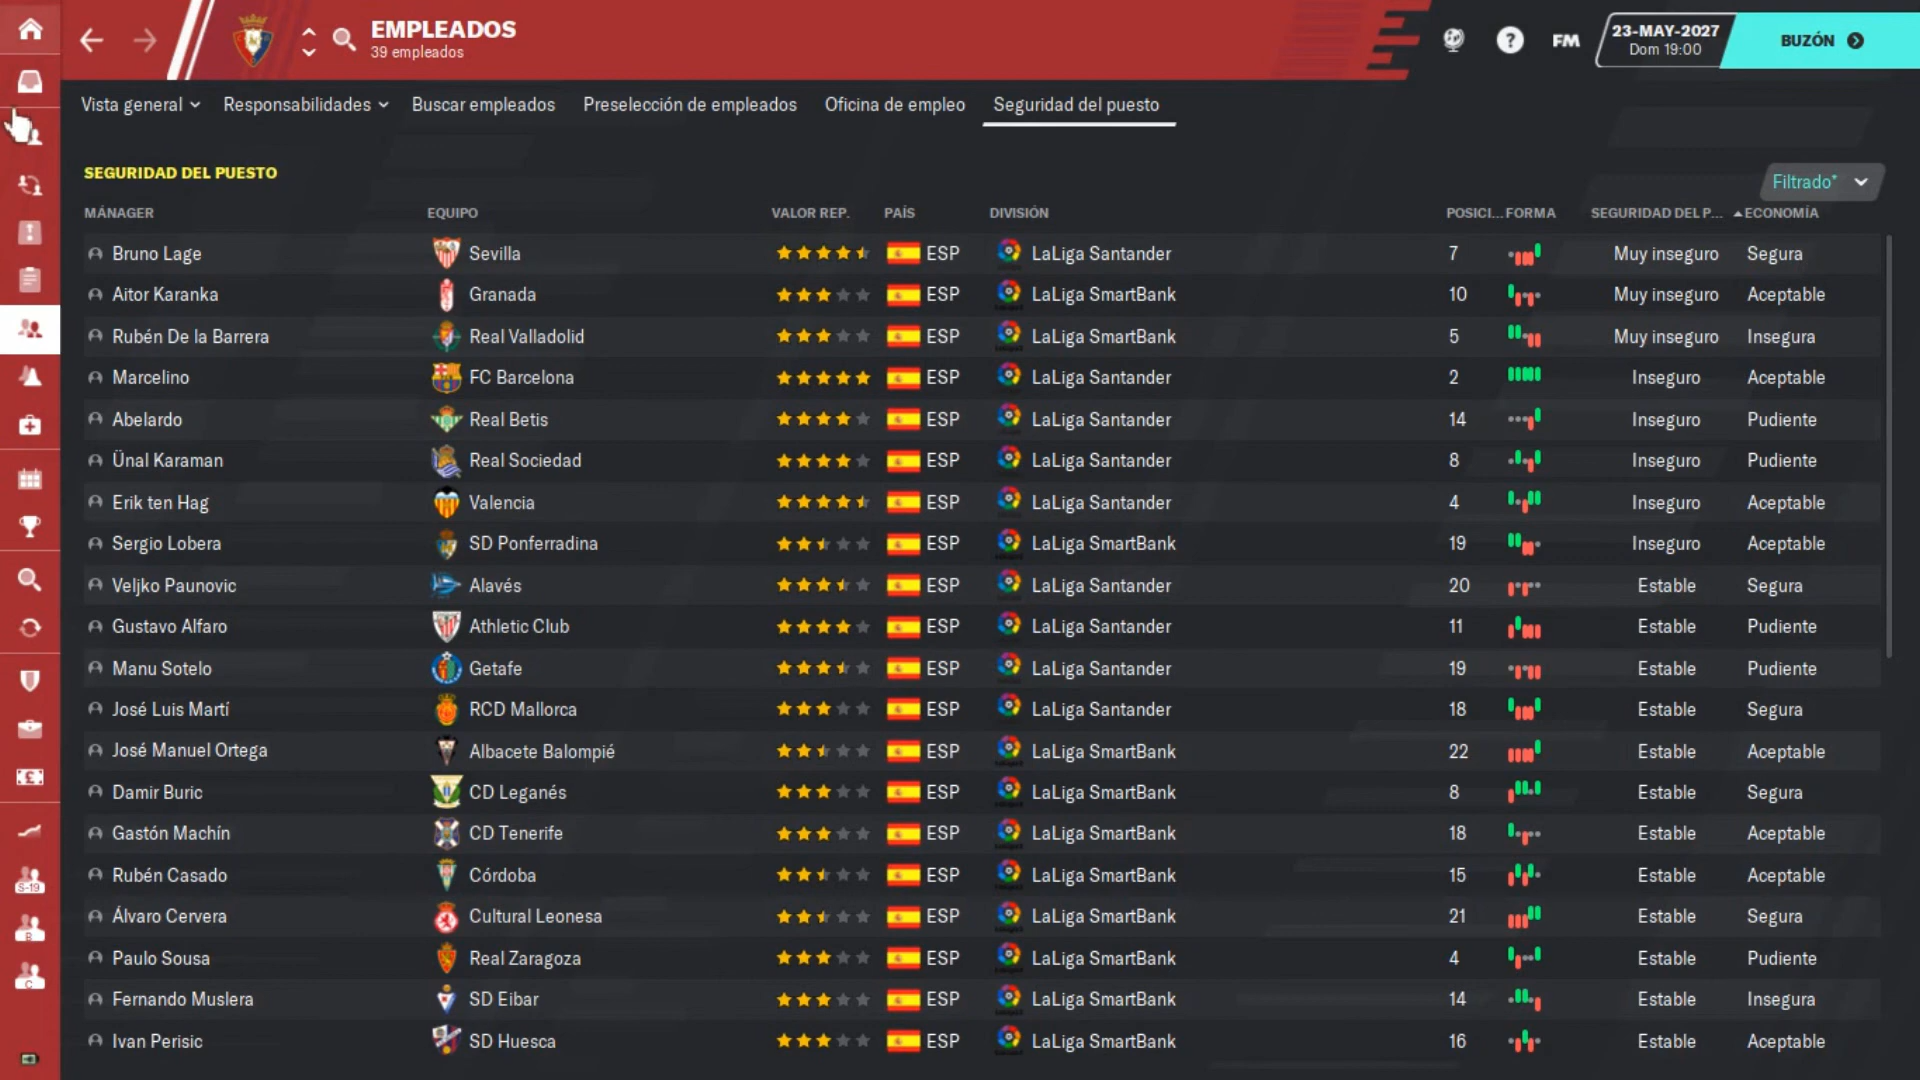 EMPLEADOS
39 empleados
FM
23-MAY-2027
Dom 19:00
BUZÓN
Vista general Responsabilidades Buscar empleados Preselección de empleados Oficina de empleo Seguridad del puesto
SEGURIDAD DEL PUESTO
Filtrado*
MÁNAGER EQUIPO VALOR REP. PAÍS DIVISIÓN POSICI... FORMA SEGURIDAD DEL P... ECONOMÍA
Bruno Lage Sevilla ESP LaLiga Santander 7 Muy inseguro Segura
Aitor Karanka Granada ESP LaLiga SmartBank 10 Muy inseguro Aceptable
Rubén De la Barrera Real Valladolid ESP LaLiga SmartBank 5 Muy inseguro Insegura
Marcelino FC Barcelona ESP LaLiga Santander 2 Inseguro Aceptable
Abelardo Real Betis ESP LaLiga Santander 14 Inseguro Pudiente
Ünal Karaman Real Sociedad ESP LaLiga Santander 8 Inseguro Pudiente
Erik ten Hag Valencia ESP LaLiga Santander 4 Inseguro Aceptable
Sergio Lobera SD Ponferradina ESP LaLiga SmartBank 19 Inseguro Aceptable
Veljko Paunovic Alavés ESP LaLiga Santander 20 Estable Segura
Gustavo Alfaro Athletic Club ESP LaLiga Santander 11 Estable Pudiente
Manu Sotelo Getafe ESP LaLiga Santander 19 Estable Pudiente
José Luis Martí RCD Mallorca ESP LaLiga Santander 18 Estable Segura
José Manuel Ortega Albacete Balompié ESP LaLiga SmartBank 22 Estable Aceptable
Damir Buric CD Leganés ESP LaLiga SmartBank 8 Estable Segura
Gastón Machín CD Tenerife ESP LaLiga SmartBank 18 Estable Aceptable
Rubén Casado Córdoba ESP LaLiga SmartBank 15 Estable Aceptable
Álvaro Cervera Cultural Leonesa ESP LaLiga SmartBank 21 Estable Segura
Paulo Sousa Real Zaragoza ESP LaLiga SmartBank 4 Estable Pudiente
Fernando Muslera SD Eibar ESP LaLiga SmartBank 14 Estable Insegura
Ivan Perisic SD Huesca ESP LaLiga SmartBank 16 Estable Aceptable
S-19
B
C